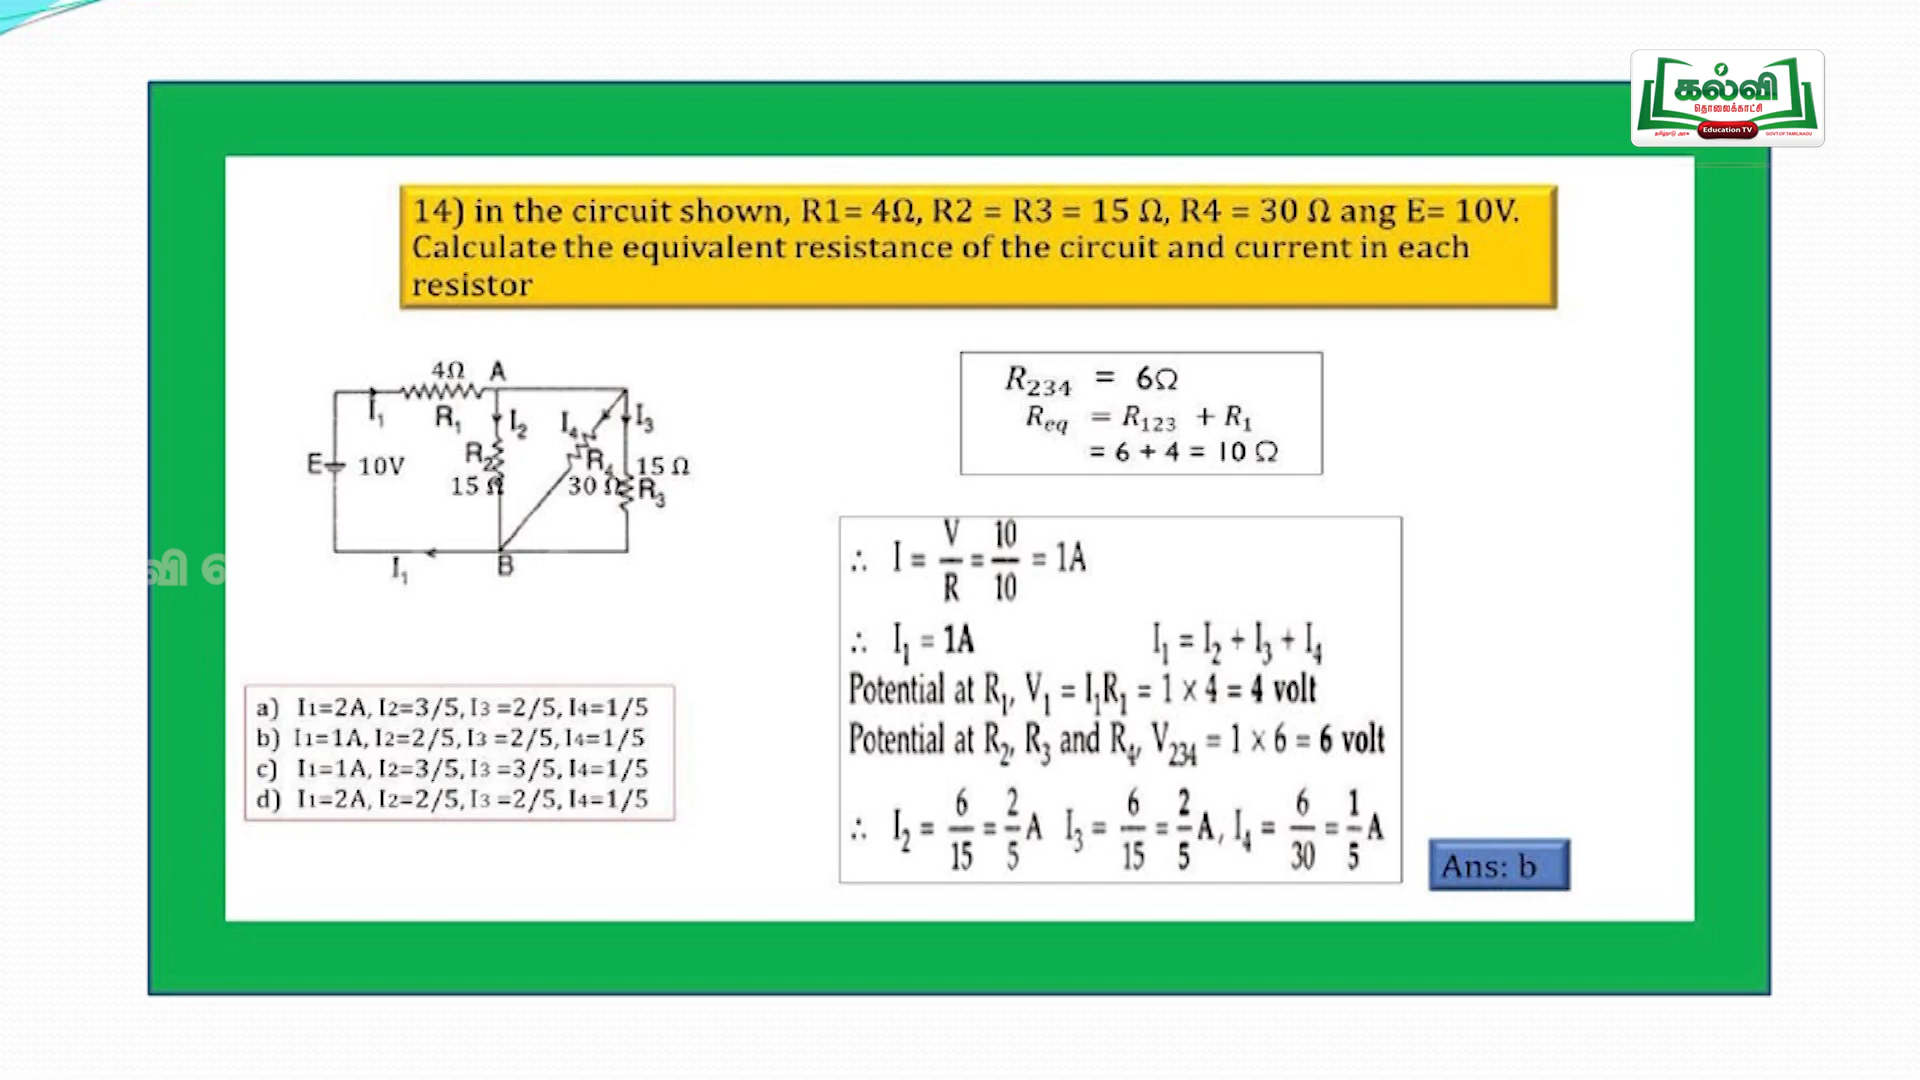 கல்வி
தொலைக்காட்சி
தமிழ்நாடு அரசு Education TV GOVT.OF.TAMILNADU
14) in the circuit shown, R1= 4Ω, R2 = R3 = 15 Ω, R4 = 30 Ω ang E= 10V.
Calculate the equivalent resistance of the circuit and current in each
resistor
4Ω A
I₁ R₁ I₂ I₄ I₃
E 10V R₂ R₄ 15 Ω
15 Ω 30 Ω R₃
I₁ B
R₂₃₄ = 6Ω
Req = R₁₂₃ + R₁
= 6 + 4 = 10 Ω
∴ I = V/R = 10/10 = 1A
∴ I₁ = 1A I₁ = I₂ + I₃ + I₄
Potential at R₁, V₁ = I₁R₁ = 1 × 4 = 4 volt
Potential at R₂, R₃ and R₄, V₂₃₄ = 1 × 6 = 6 volt
∴ I₂ = 6/15 = 2/5 A I₃ = 6/15 = 2/5 A, I₄ = 6/30 = 1/5 A
a) I1=2A, I2=3/5, I3 =2/5, I4=1/5
b) I1=1A, I2=2/5, I3 =2/5, I4=1/5
c) I1=1A, I2=3/5, I3 =3/5, I4=1/5
d) I1=2A, I2=2/5, I3 =2/5, I4=1/5
Ans: b